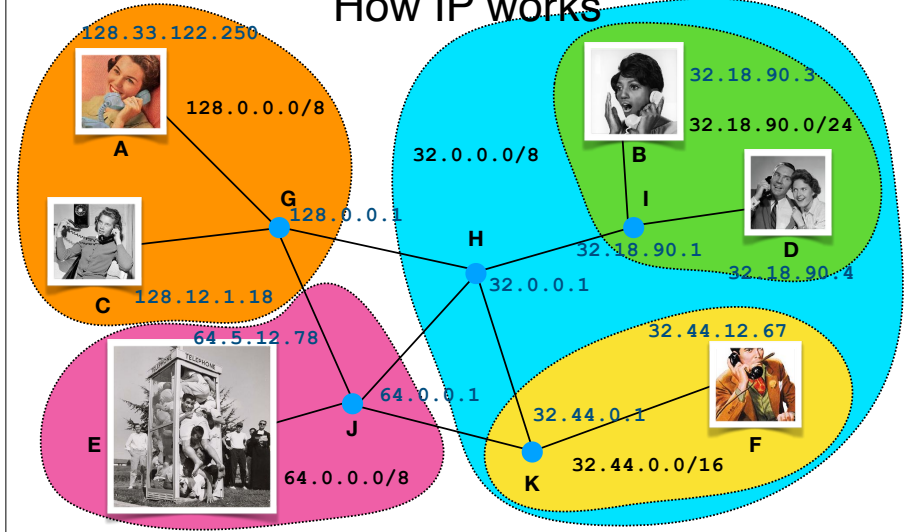 How IP works
128.33.122.250
128.0.0.0/8
A
128.0.0.1
G
C
128.12.1.18
32.0.0.0/8
32.18.90.3
32.18.90.0/24
B
I
D
32.18.90.1
32.18.90.4
H
32.0.0.1
64.5.12.78
TELEPHONE
TELEPHONE
E
64.0.0.1
J
64.0.0.0/8
32.44.12.67
32.44.0.1
F
32.44.0.0/16
K